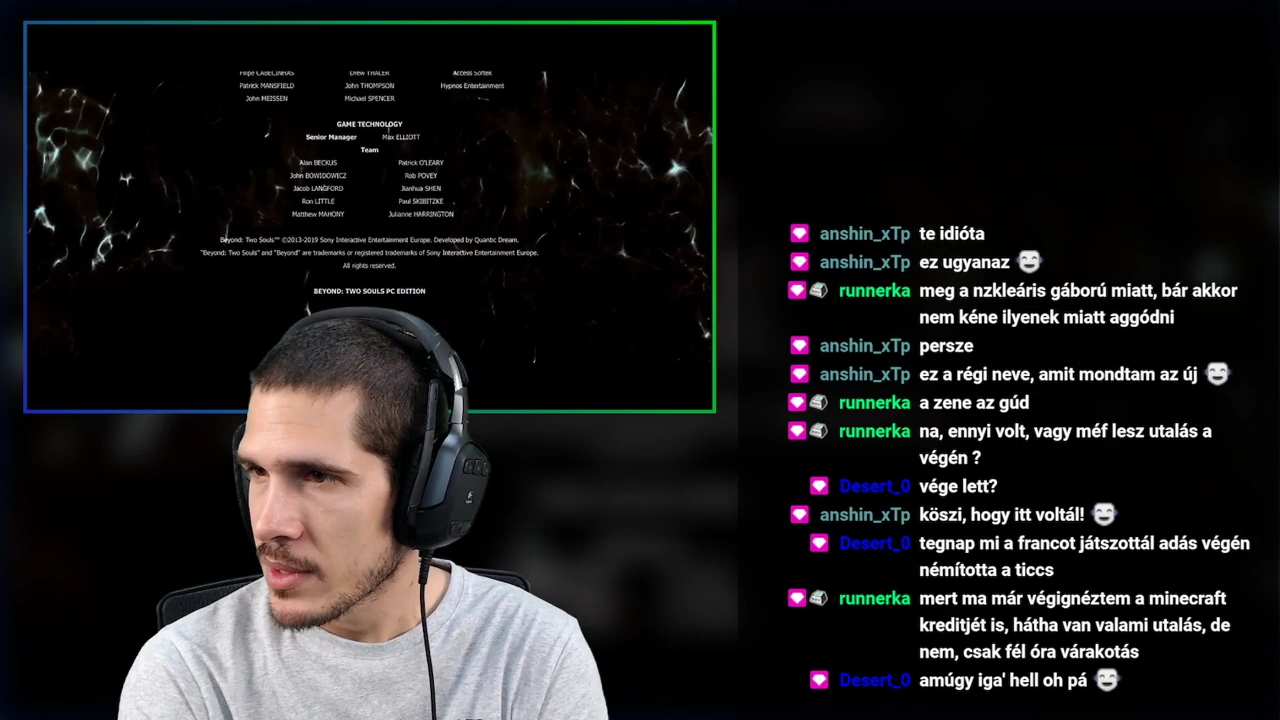 Filipe CABECINHAS Drew THALER Access Softek
Patrick MANSFIELD John THOMPSON Hypnos Entertainment
John MEISSEN Michael SPENCER
GAME TECHNOLOGY
Senior Manager Max ELLIOTT
Team
Alan BECKUS Patrick O'LEARY
John BOWIDOWICZ Rob POVEY
Jacob LANGFORD Jianhua SHEN
Ron LITTLE Paul SKIBITZKE
Matthew MAHONY Julianne HARRINGTON
Beyond: Two Souls™ ©2013-2019 Sony Interactive Entertainment Europe. Developed by Quantic Dream.
"Beyond: Two Souls" and "Beyond" are trademarks or registered trademarks of Sony Interactive Entertainment Europe.
All rights reserved.
BEYOND: TWO SOULS PC EDITION
anshin_xTp te idióta
anshin_xTp ez ugyanaz
runnerka meg a nzkleáris gáború miatt, bár akkor
nem kéne ilyenek miatt aggódni
anshin_xTp persze
anshin_xTp ez a régi neve, amit mondtam az új
runnerka a zene az gúd
runnerka na, ennyi volt, vagy méf lesz utalás a
végén ?
Desert_0 vége lett?
anshin_xTp köszi, hogy itt voltál!
Desert_0 tegnap mi a francot játszottál adás végén
némította a ticcs
runnerka mert ma már végignéztem a minecraft
kreditjét is, hátha van valami utalás, de
nem, csak fél óra várakotás
Desert_0 amúgy iga' hell oh pá